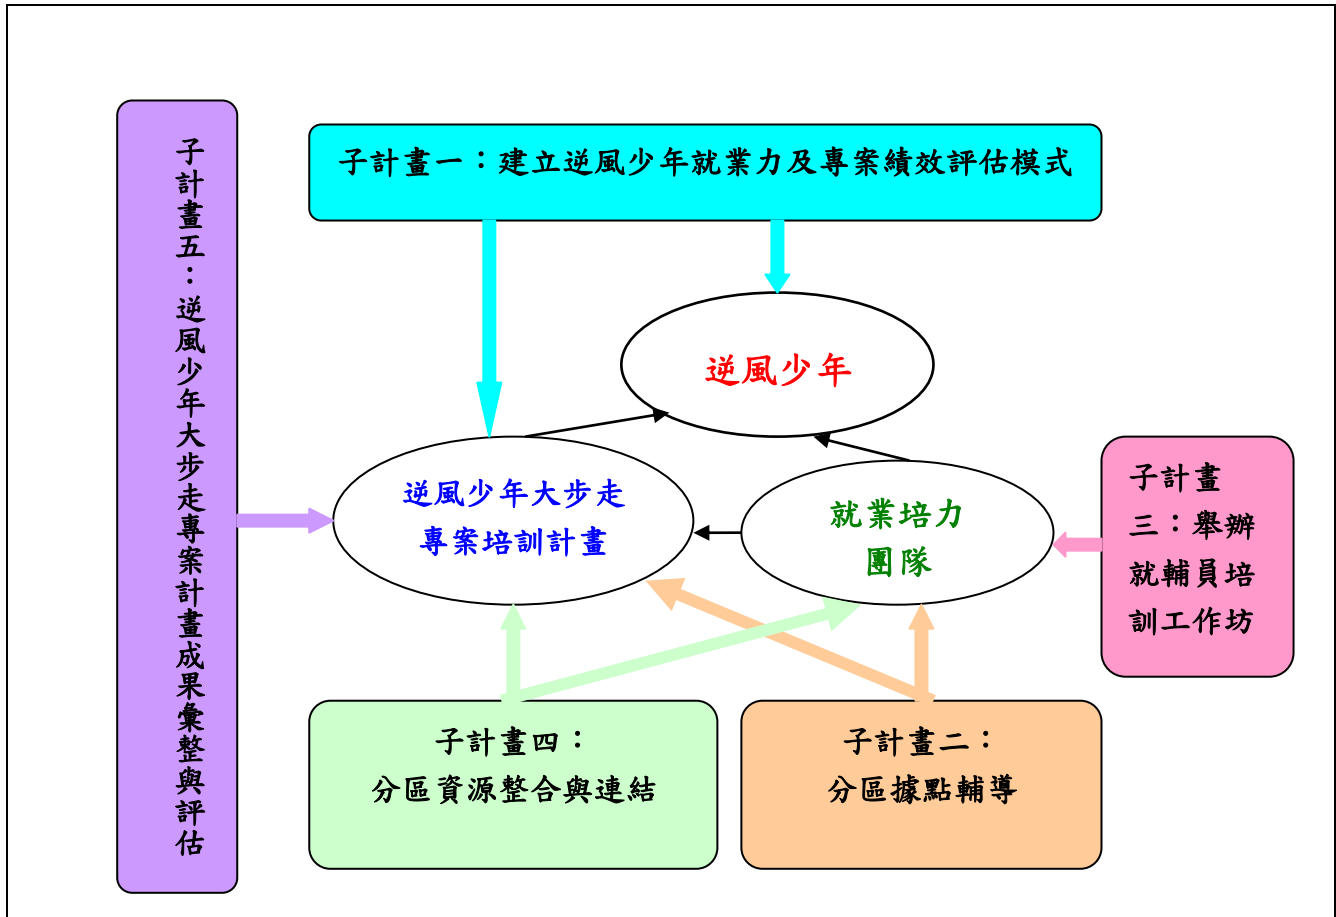 子計畫五：逆風少年大步走專案計畫成果彙整與評估
子計畫一：建立逆風少年就業力及專案績效評估模式
逆風少年
逆風少年大步走
專案培訓計畫
就業培力
團隊
子計畫
三：舉辦
就輔員培
訓工作坊
子計畫四：
分區資源整合與連結
子計畫二：
分區據點輔導